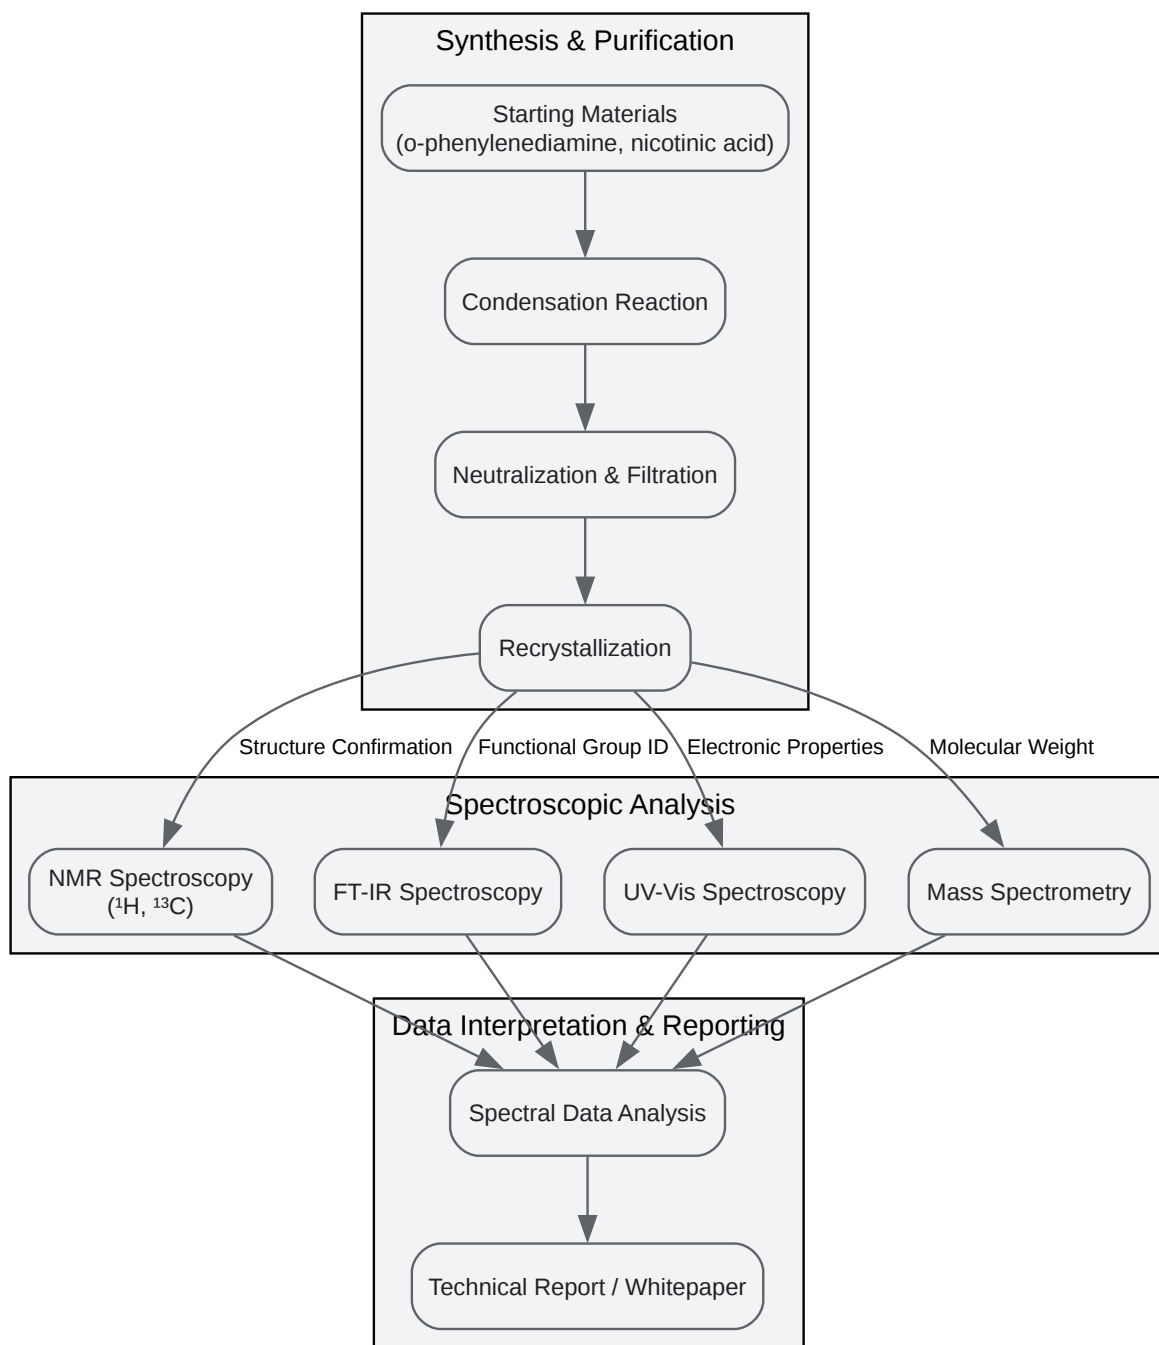 Synthesis & Purification
Starting Materials
(o-phenylenediamine, nicotinic acid)
Condensation Reaction
Neutralization & Filtration
Recrystallization
Structure Confirmation
Functional Group ID
Electronic Properties
Molecular Weight
Spectroscopic Analysis
NMR Spectroscopy
(¹H, ¹³C)
FT-IR Spectroscopy
UV-Vis Spectroscopy
Mass Spectrometry
Data Interpretation & Reporting
Spectral Data Analysis
Technical Report / Whitepaper